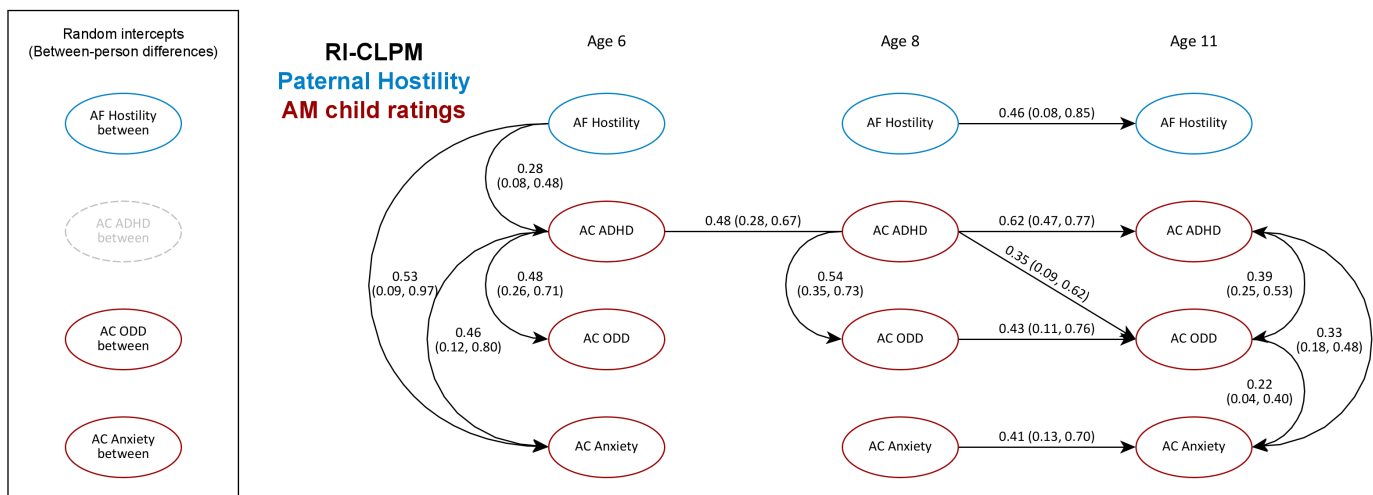 Random intercepts
(Between-person differences)
AF Hostility
between
AC ADHD
between
AC ODD
between
AC Anxiety
between
RI-CLPM
Paternal Hostility
AM child ratings
Age 6
Age 8
Age 11
AF Hostility
AF Hostility
0.46 (0.08, 0.85)
AF Hostility
0.28
(0.08, 0.48)
AC ADHD
0.48 (0.28, 0.67)
AC ADHD
0.62 (0.47, 0.77)
AC ADHD
0.35 (0.09, 0.62)
0.53
(0.09, 0.97)
0.48
(0.26, 0.71)
0.54
(0.35, 0.73)
0.39
(0.25, 0.53)
0.46
(0.12, 0.80)
AC ODD
AC ODD
0.43 (0.11, 0.76)
AC ODD
0.33
(0.18, 0.48)
0.22
(0.04, 0.40)
AC Anxiety
AC Anxiety
0.41 (0.13, 0.70)
AC Anxiety